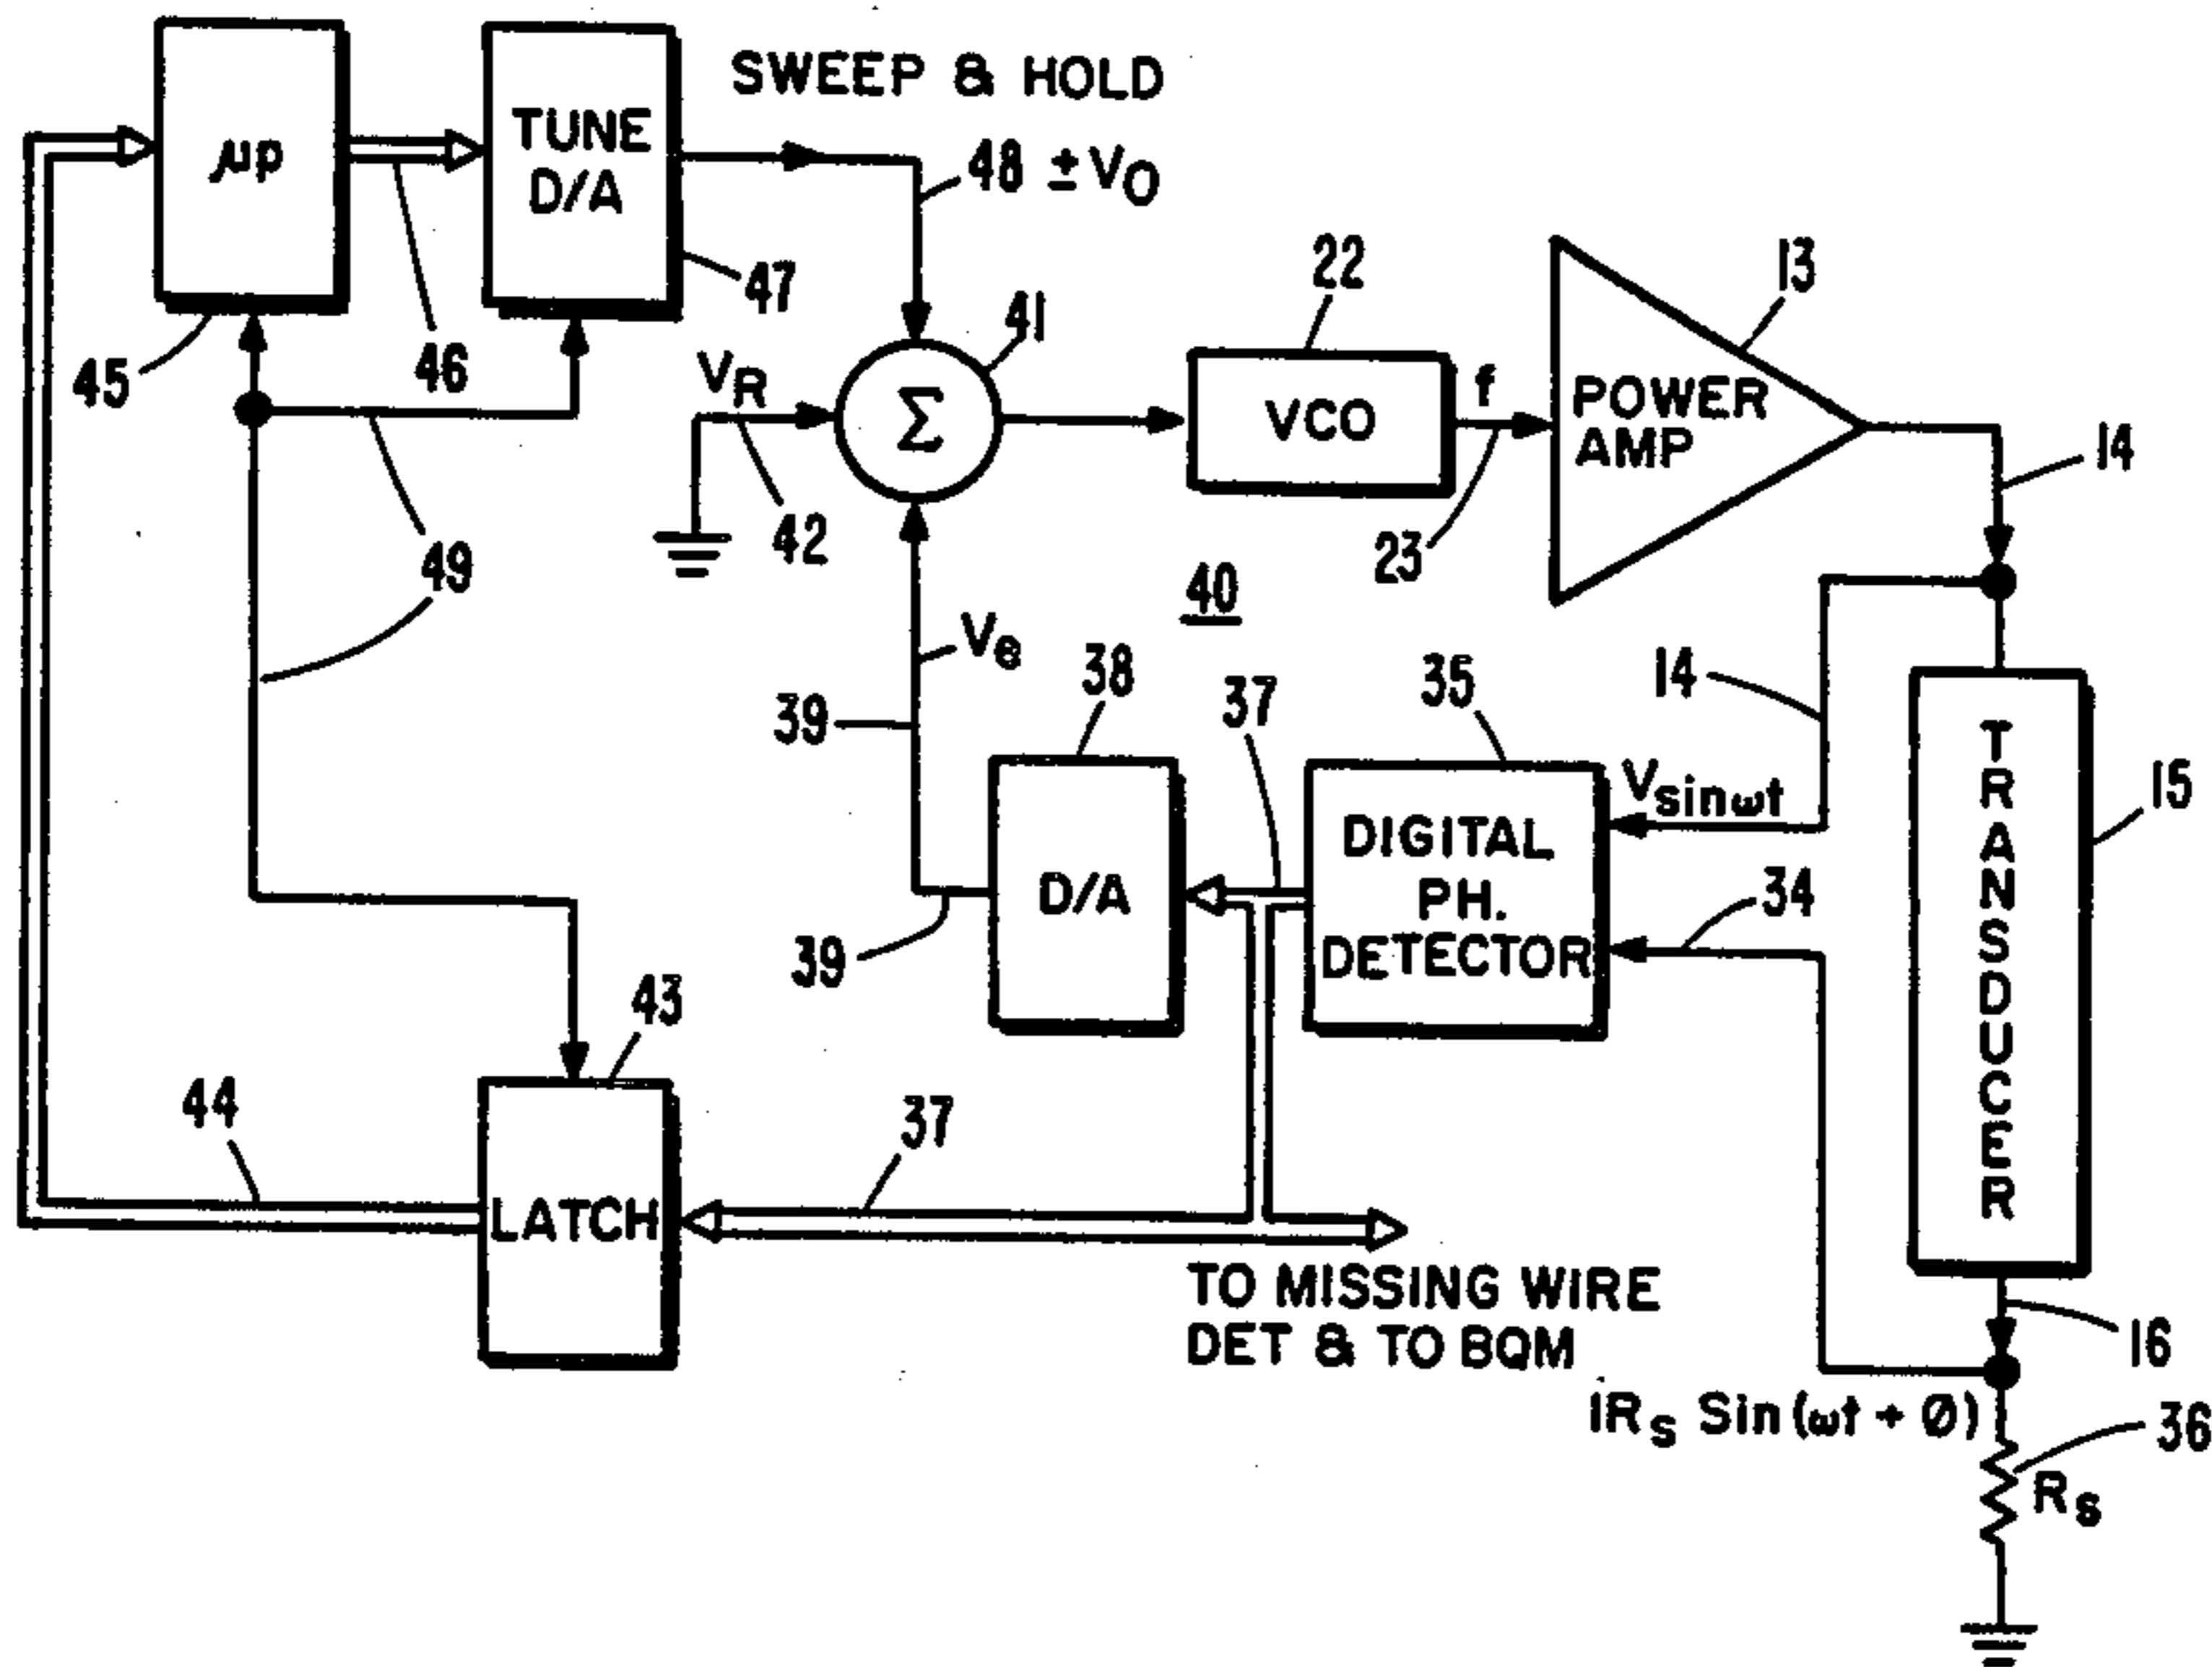 μp
TUNE
D/A
SWEEP & HOLD
48 ±VO
47
45
46
49
VR
42
41
Σ
22
VCO
f
23
13
POWER
AMP
14
40
Ve
39
39
38
D/A
37
35
DIGITAL
PH.
DETECTOR
14
Vsinωt
34
TRANSDUCER
15
43
LATCH
44
37
TO MISSING WIRE
DET & TO BQM
16
IRs Sin(ωt + Ø)
36
Rs